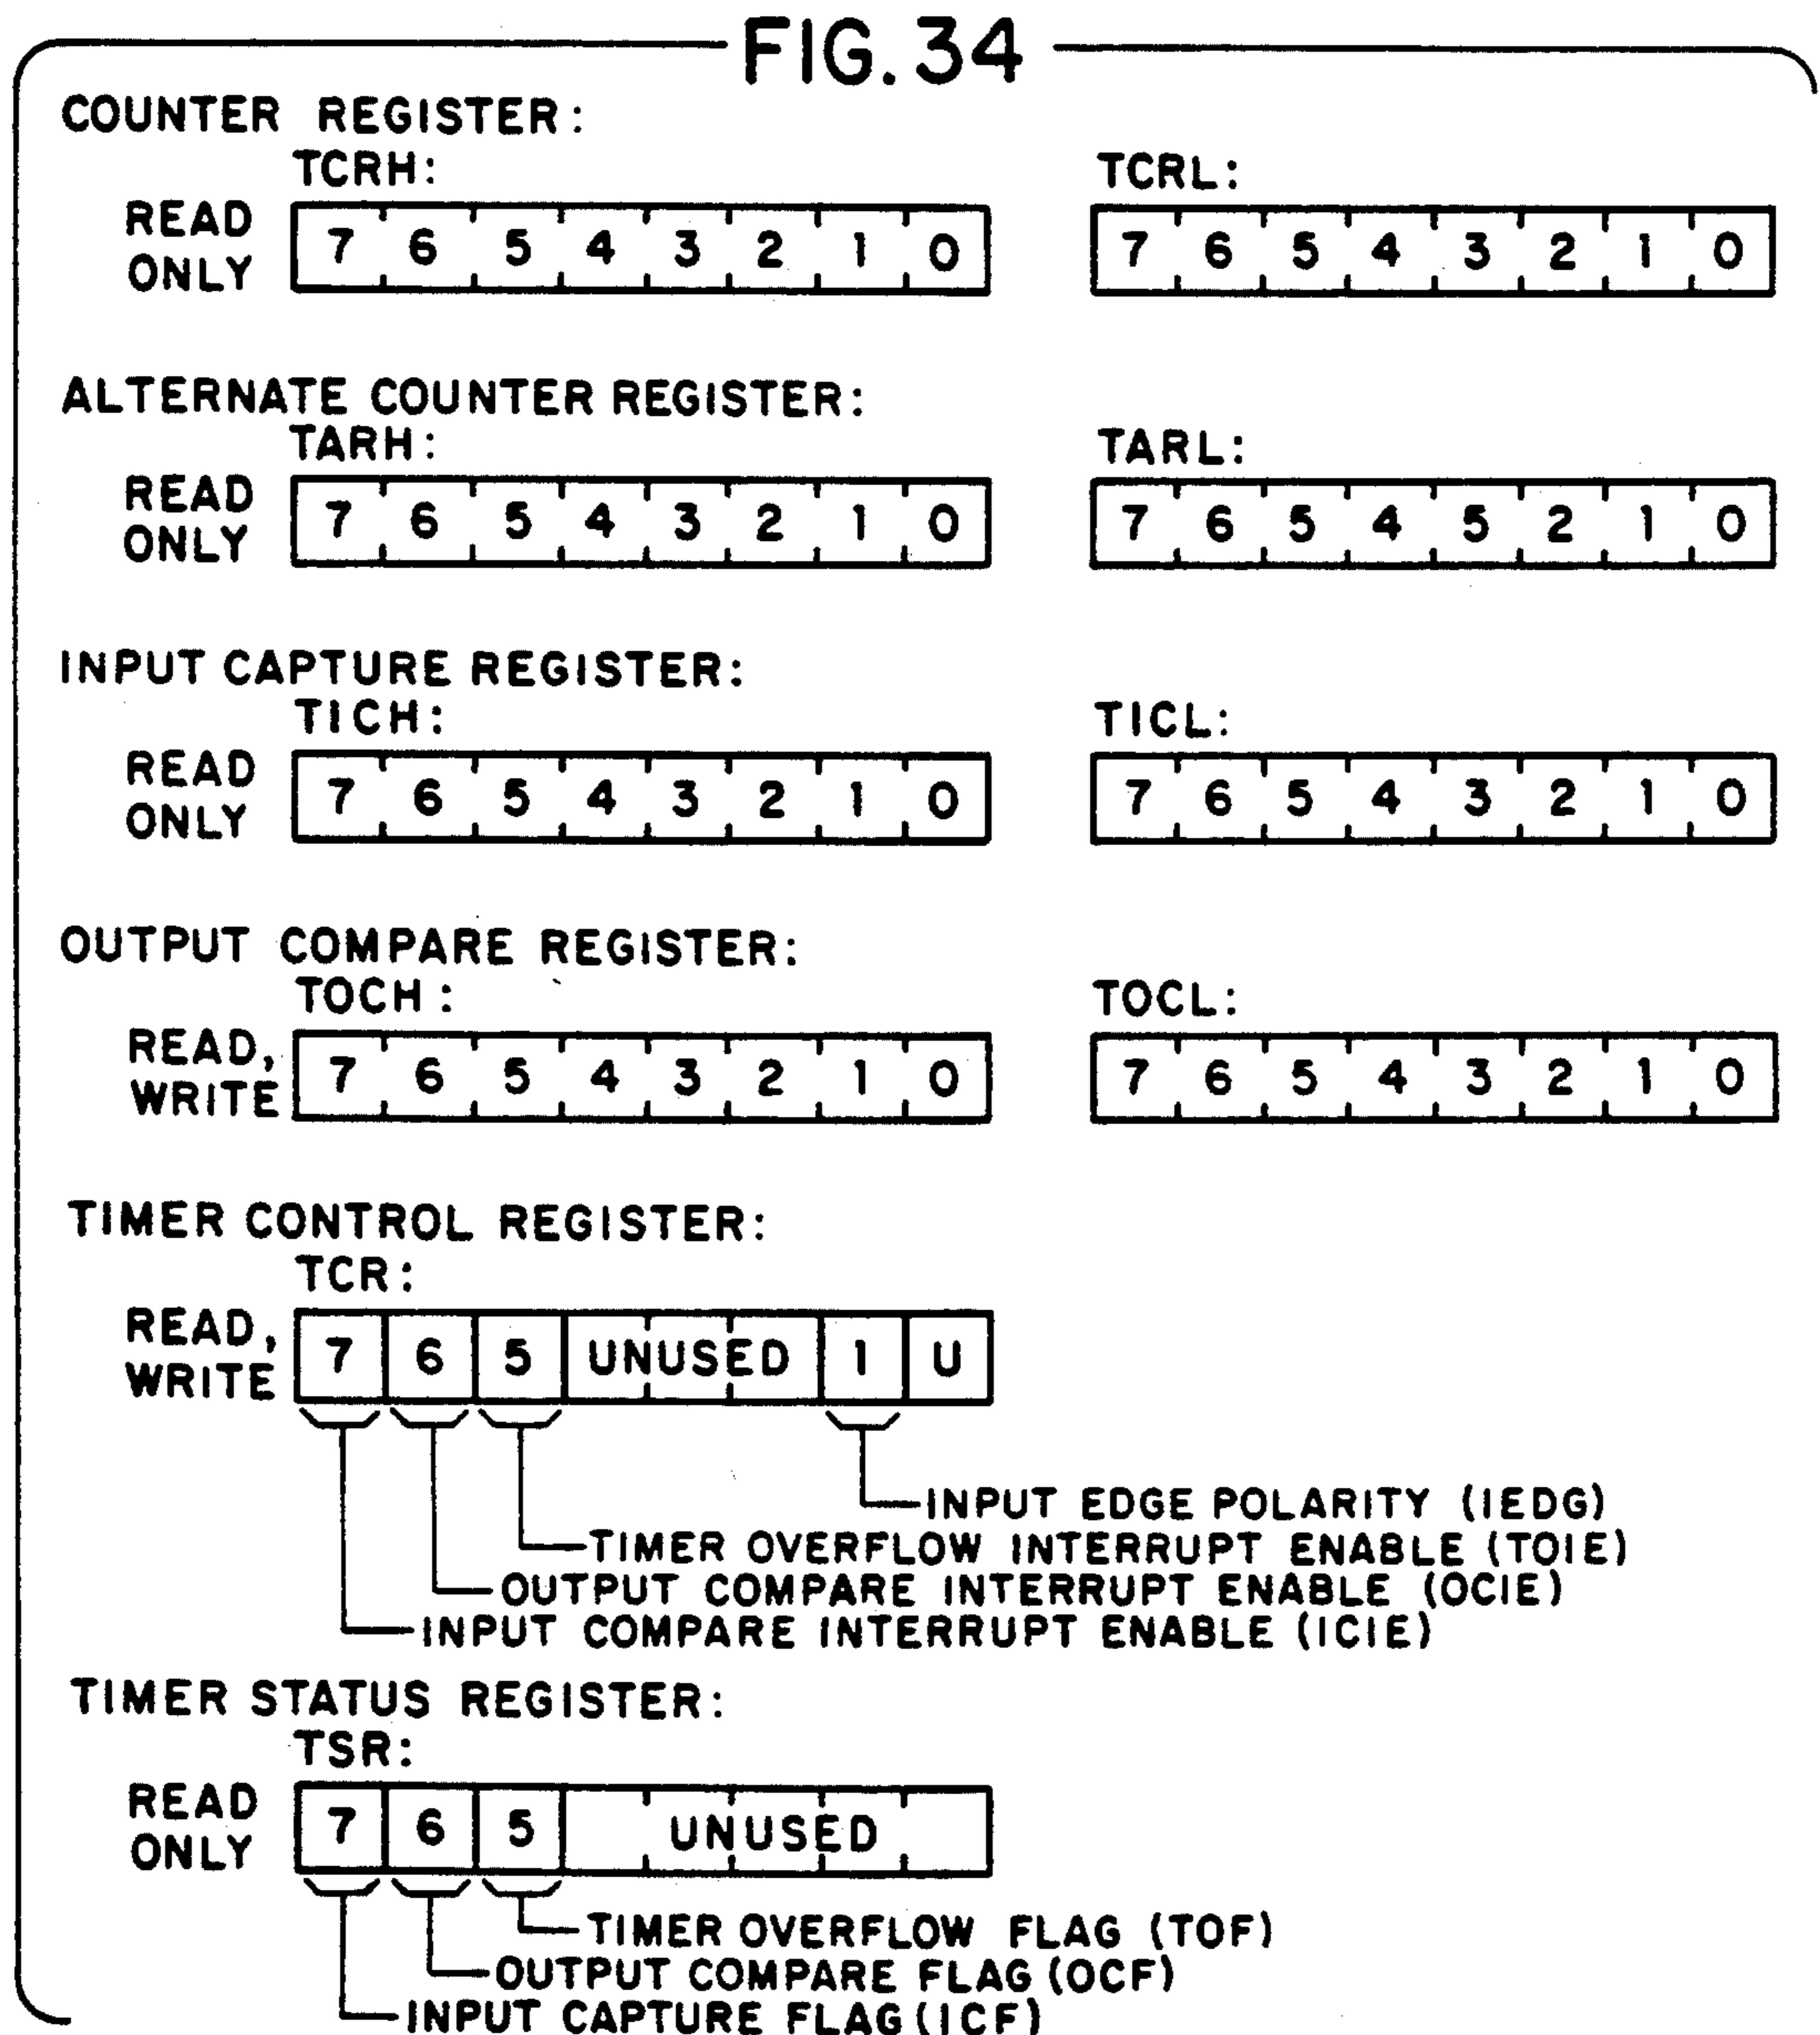 FIG. 34
COUNTER REGISTER:
TCRH: TCRL:
READ ONLY 7 6 5 4 3 2 1 0 7 6 5 4 3 2 1 0
ALTERNATE COUNTER REGISTER:
TARH: TARL:
READ ONLY 7 6 5 4 3 2 1 0 7 6 5 4 5 2 1 0
INPUT CAPTURE REGISTER:
TICH: TICL:
READ ONLY 7 6 5 4 3 2 1 0 7 6 5 4 3 2 1 0
OUTPUT COMPARE REGISTER:
TOCH: TOCL:
READ, WRITE 7 6 5 4 3 2 1 0 7 6 5 4 3 2 1 0
TIMER CONTROL REGISTER:
TCR:
READ, WRITE 7 6 5 UNUSED 1 U
INPUT EDGE POLARITY (IEDG)
TIMER OVERFLOW INTERRUPT ENABLE (TOIE)
OUTPUT COMPARE INTERRUPT ENABLE (OCIE)
INPUT COMPARE INTERRUPT ENABLE (ICIE)
TIMER STATUS REGISTER:
TSR:
READ ONLY 7 6 5 UNUSED
TIMER OVERFLOW FLAG (TOF)
OUTPUT COMPARE FLAG (OCF)
INPUT CAPTURE FLAG (ICF)